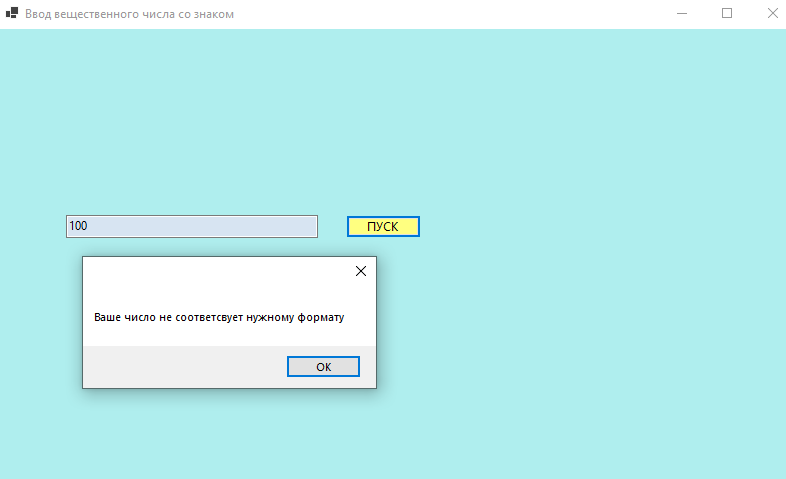 Ввод вещественного числа со знаком
100
ПУСК
Ваше число не соответсвует нужному формату
ОК